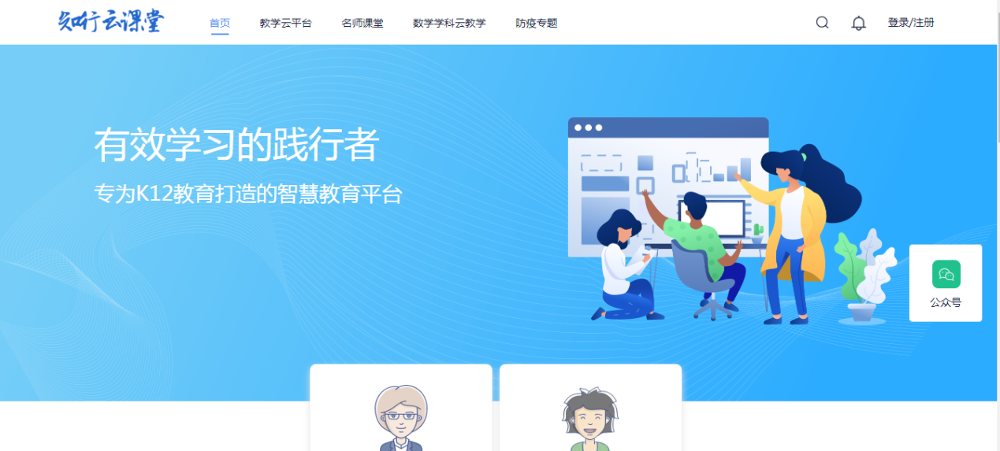 知行云课堂
首页 教学云平台 名师课堂 数学学科云教学 防疫专题 登录/注册
有效学习的践行者
专为K12教育打造的智慧教育平台
公众号